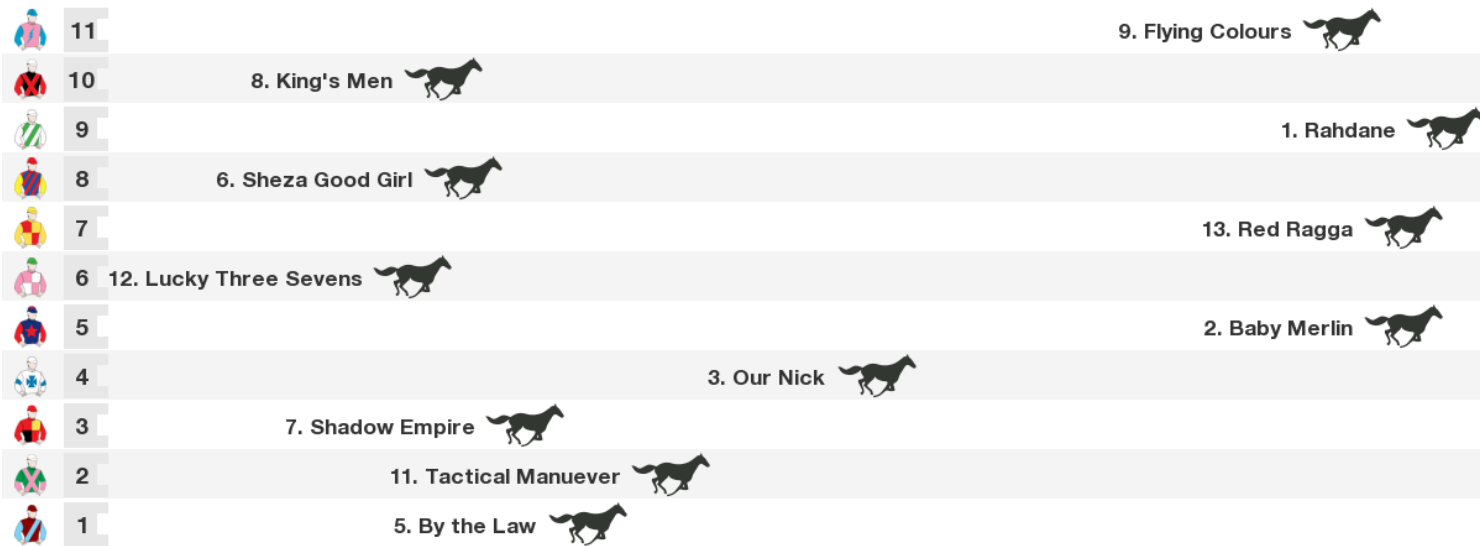 11 9. Flying Colours
10 8. King's Men
9 1. Rahdane
8 6. Sheza Good Girl
7 13. Red Ragga
6 12. Lucky Three Sevens
5 2. Baby Merlin
4 3. Our Nick
3 7. Shadow Empire
2 11. Tactical Manuever
1 5. By the Law